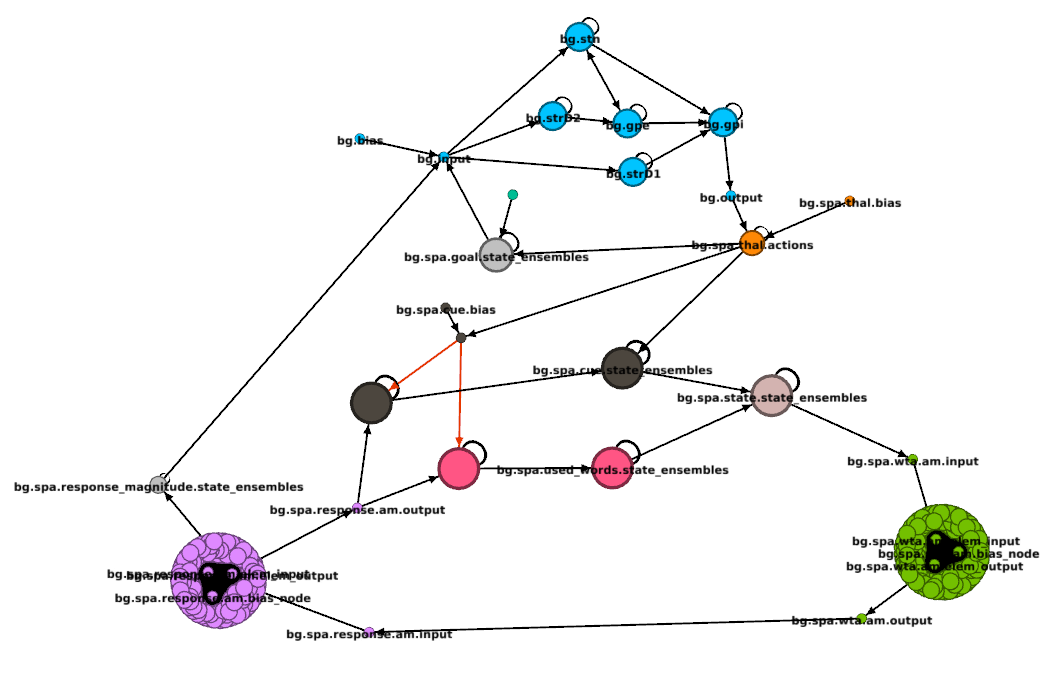 bg.stn
bg.strD2
bg.gpe
bg.gpi
bg.bias
bg.input
bg.strD1
bg.output
bg.spa.thal.bias
bg.spa.thal.actions
bg.spa.goal.state_ensembles
bg.spa.cue.bias
bg.spa.cue.state_ensembles
bg.spa.state.state_ensembles
bg.spa.wta.am.input
bg.spa.used_words.state_ensembles
bg.spa.response_magnitude.state_ensembles
bg.spa.response.am.output
bg.spa.wta.am.elem_input
bg.spa.wta.am.bias_node
bg.spa.wta.am.elem_output
bg.spa.response.am.elem_input
bg.spa.response.am.elem_output
bg.spa.response.am.bias_node
bg.spa.wta.am.output
bg.spa.response.am.input